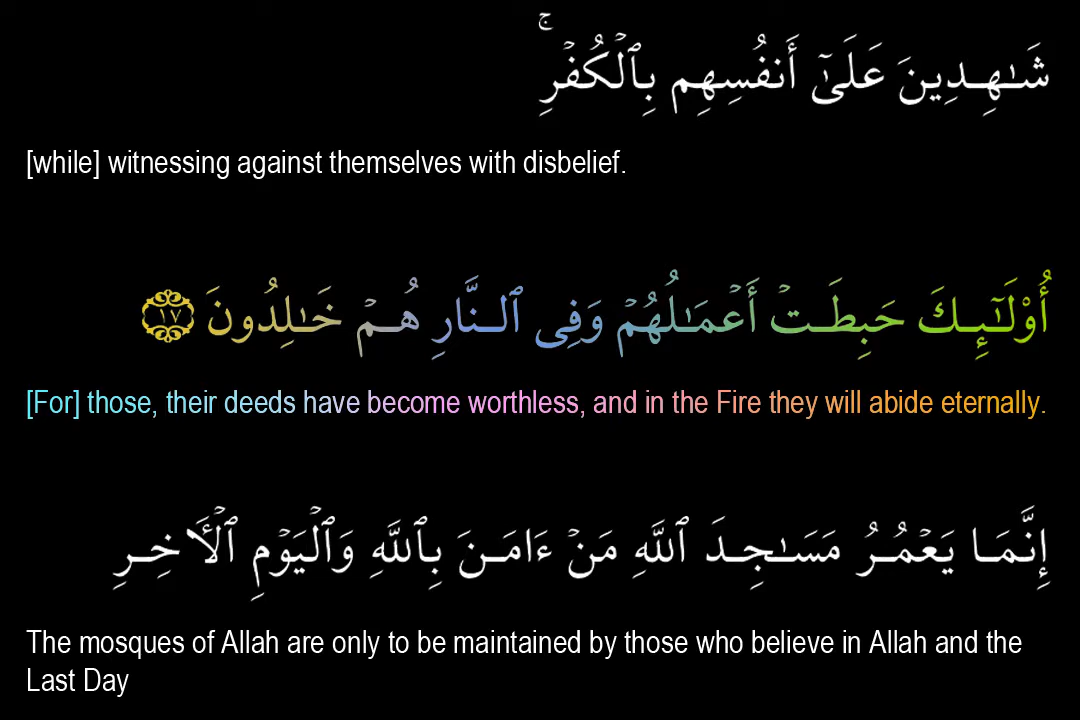 شَـٰهِدِينَ عَلَىٰٓ أَنفُسِهِم بِٱلْكُفْرِ ۚ
[while] witnessing against themselves with disbelief.
أُو۟لَـٰٓئِكَ حَبِطَتْ أَعْمَـٰلُهُمْ وَفِى ٱلنَّارِ هُمْ خَـٰلِدُونَ ١٧
[For] those, their deeds have become worthless, and in the Fire they will abide eternally.
إِنَّمَا يَعْمُرُ مَسَـٰجِدَ ٱللَّهِ مَنْ ءَامَنَ بِٱللَّهِ وَٱلْيَوْمِ ٱلْـَٔاخِرِ
The mosques of Allah are only to be maintained by those who believe in Allah and the
Last Day